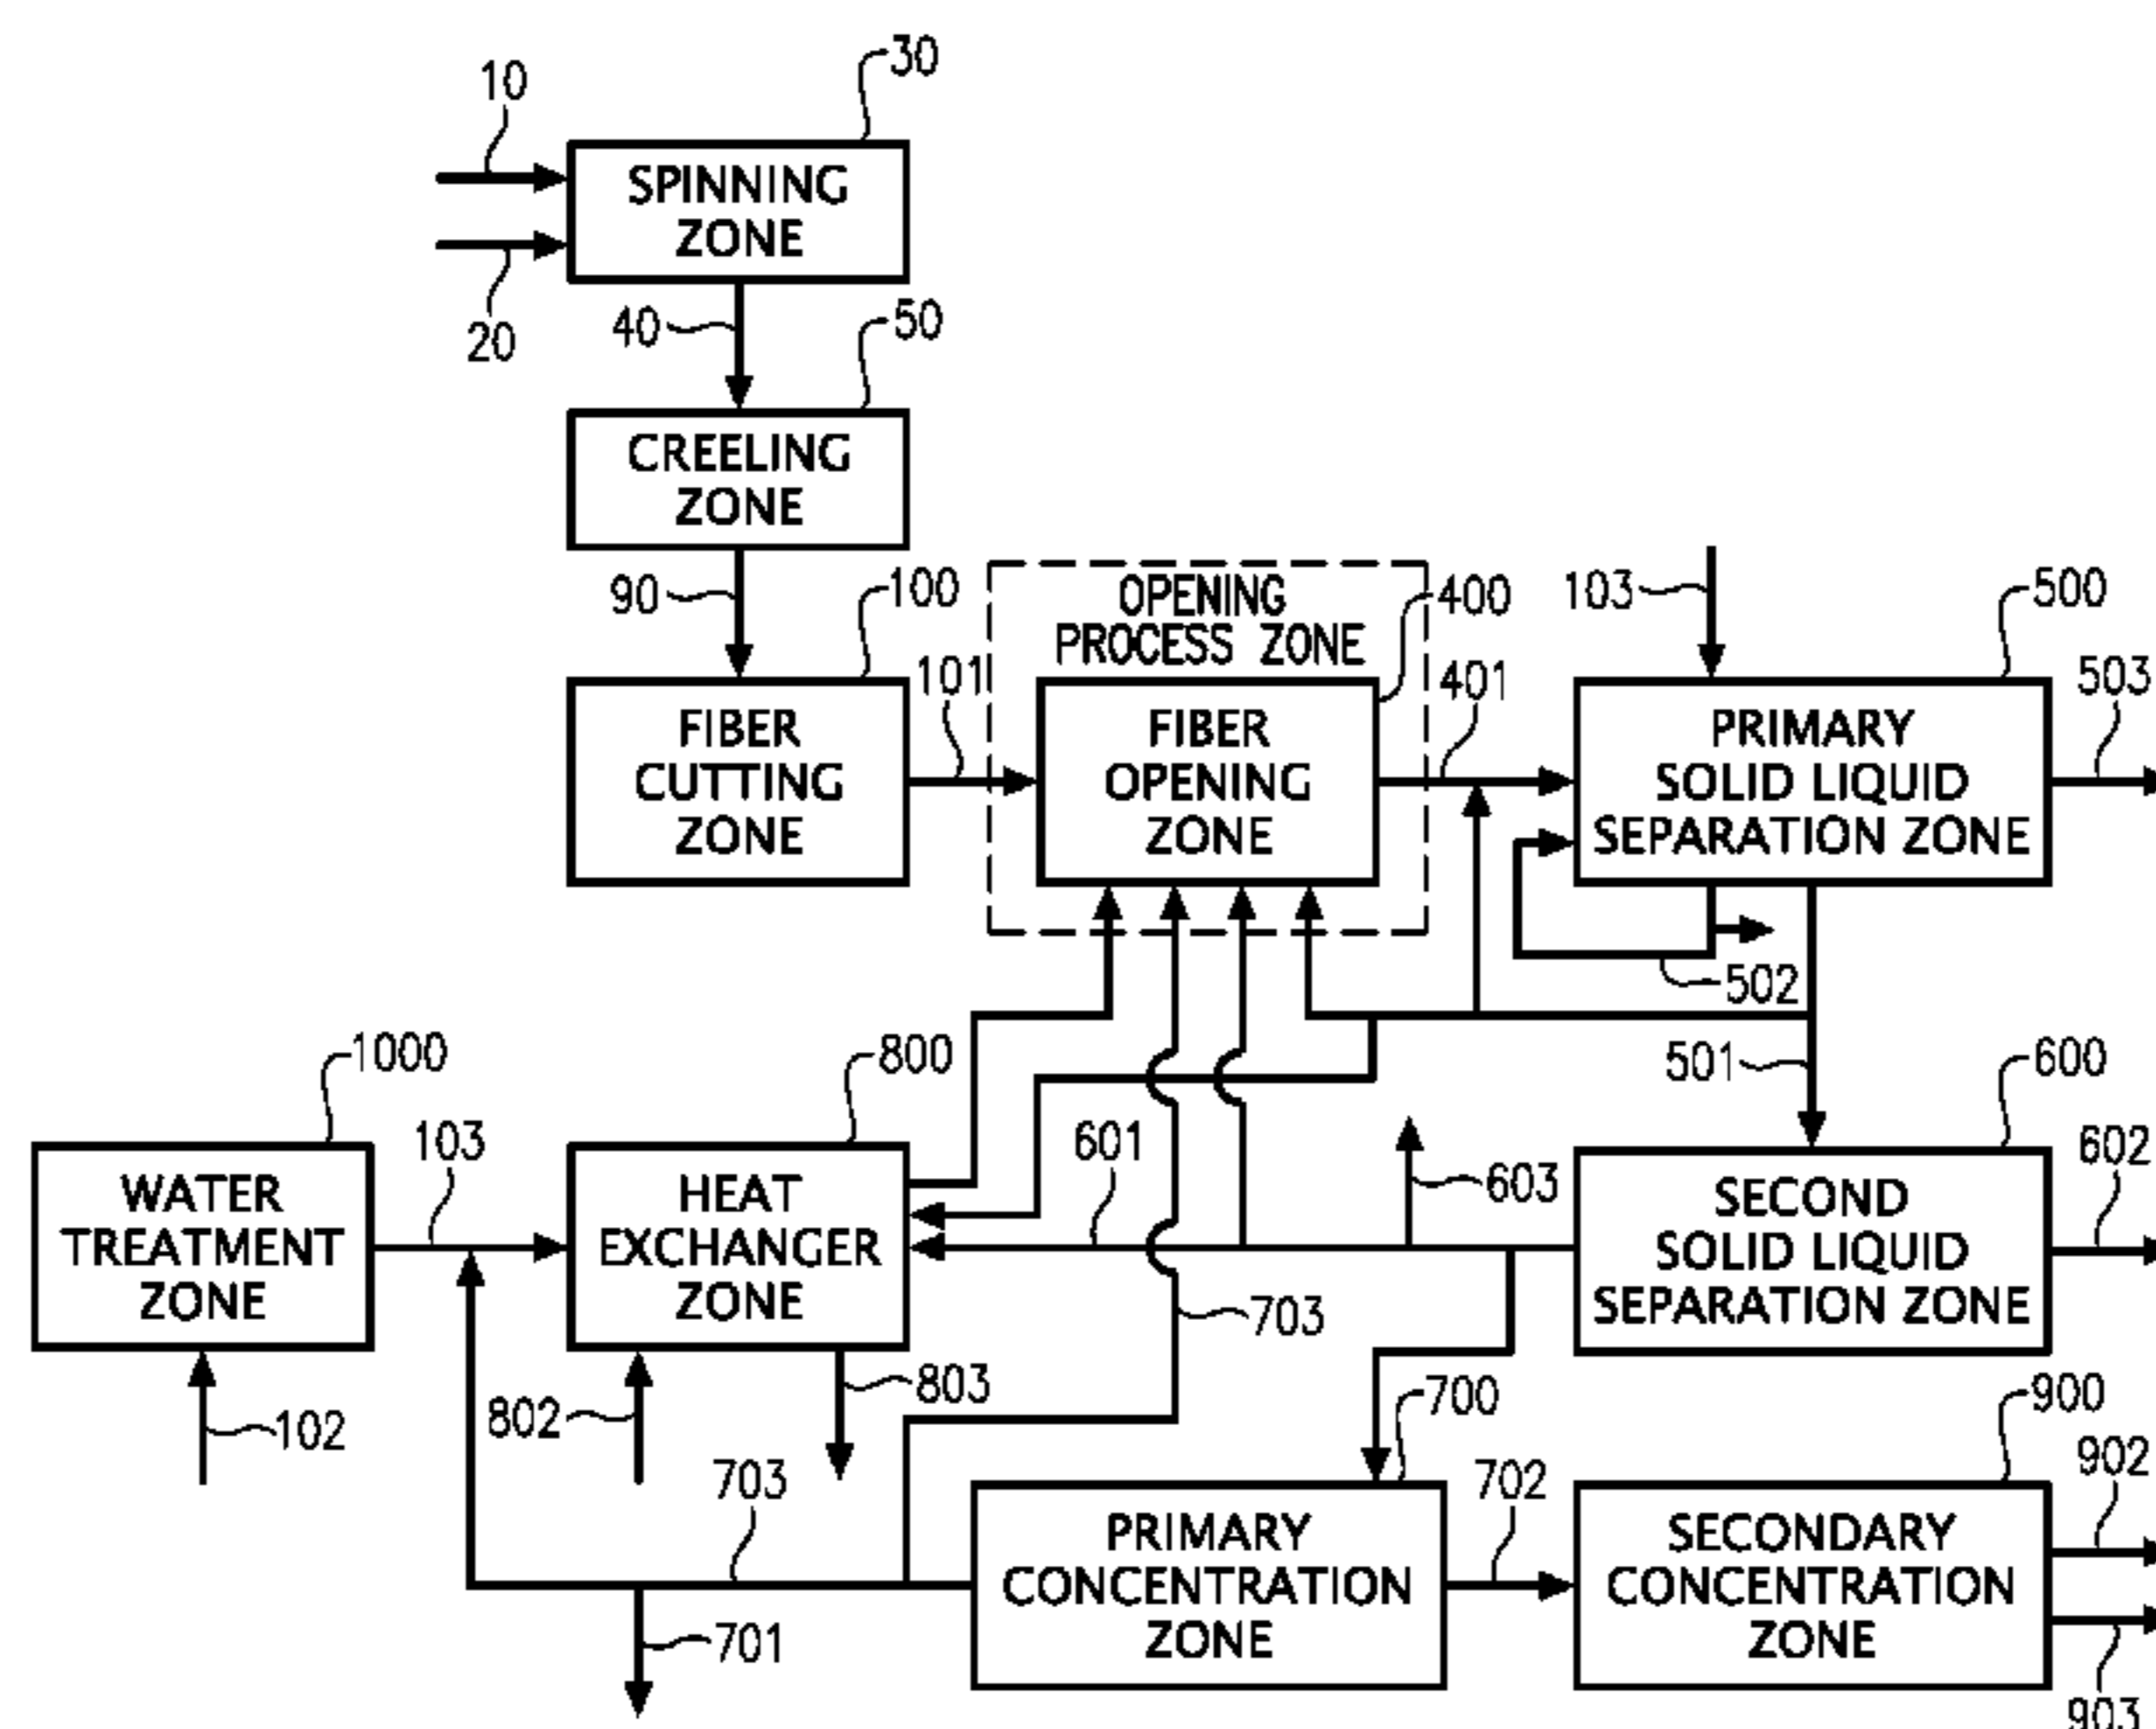 30
10
SPINNING
ZONE
20
40
50
CREELING
ZONE
90
100
OPENING
PROCESS ZONE
400
103
500
101
401
503
FIBER
CUTTING
ZONE
FIBER
OPENING
ZONE
PRIMARY
SOLID LIQUID
SEPARATION ZONE
502
1000
800
501
600
103
601
603
602
WATER
TREATMENT
ZONE
HEAT
EXCHANGER
ZONE
SECOND
SOLID LIQUID
SEPARATION ZONE
703
102
802
803
700
900
703
702
902
PRIMARY
CONCENTRATION
ZONE
SECONDARY
CONCENTRATION
ZONE
701
903